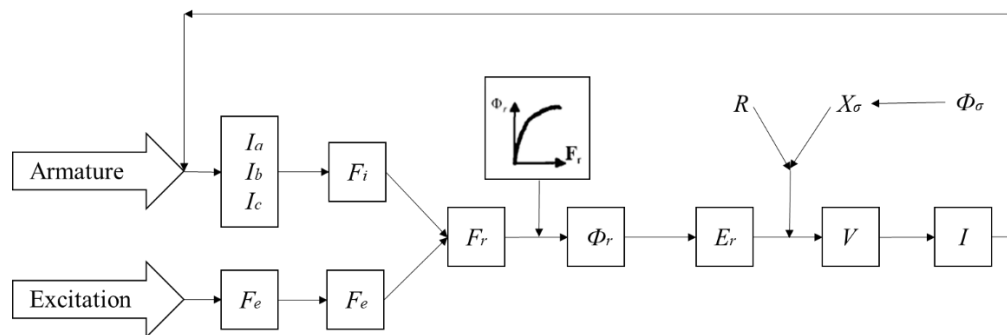 Φr
Fr
R
Xσ
Φσ
Armature
Ia
Ib
Ic
Fi
Fr
Φr
Er
V
I
Excitation
Fe
Fe